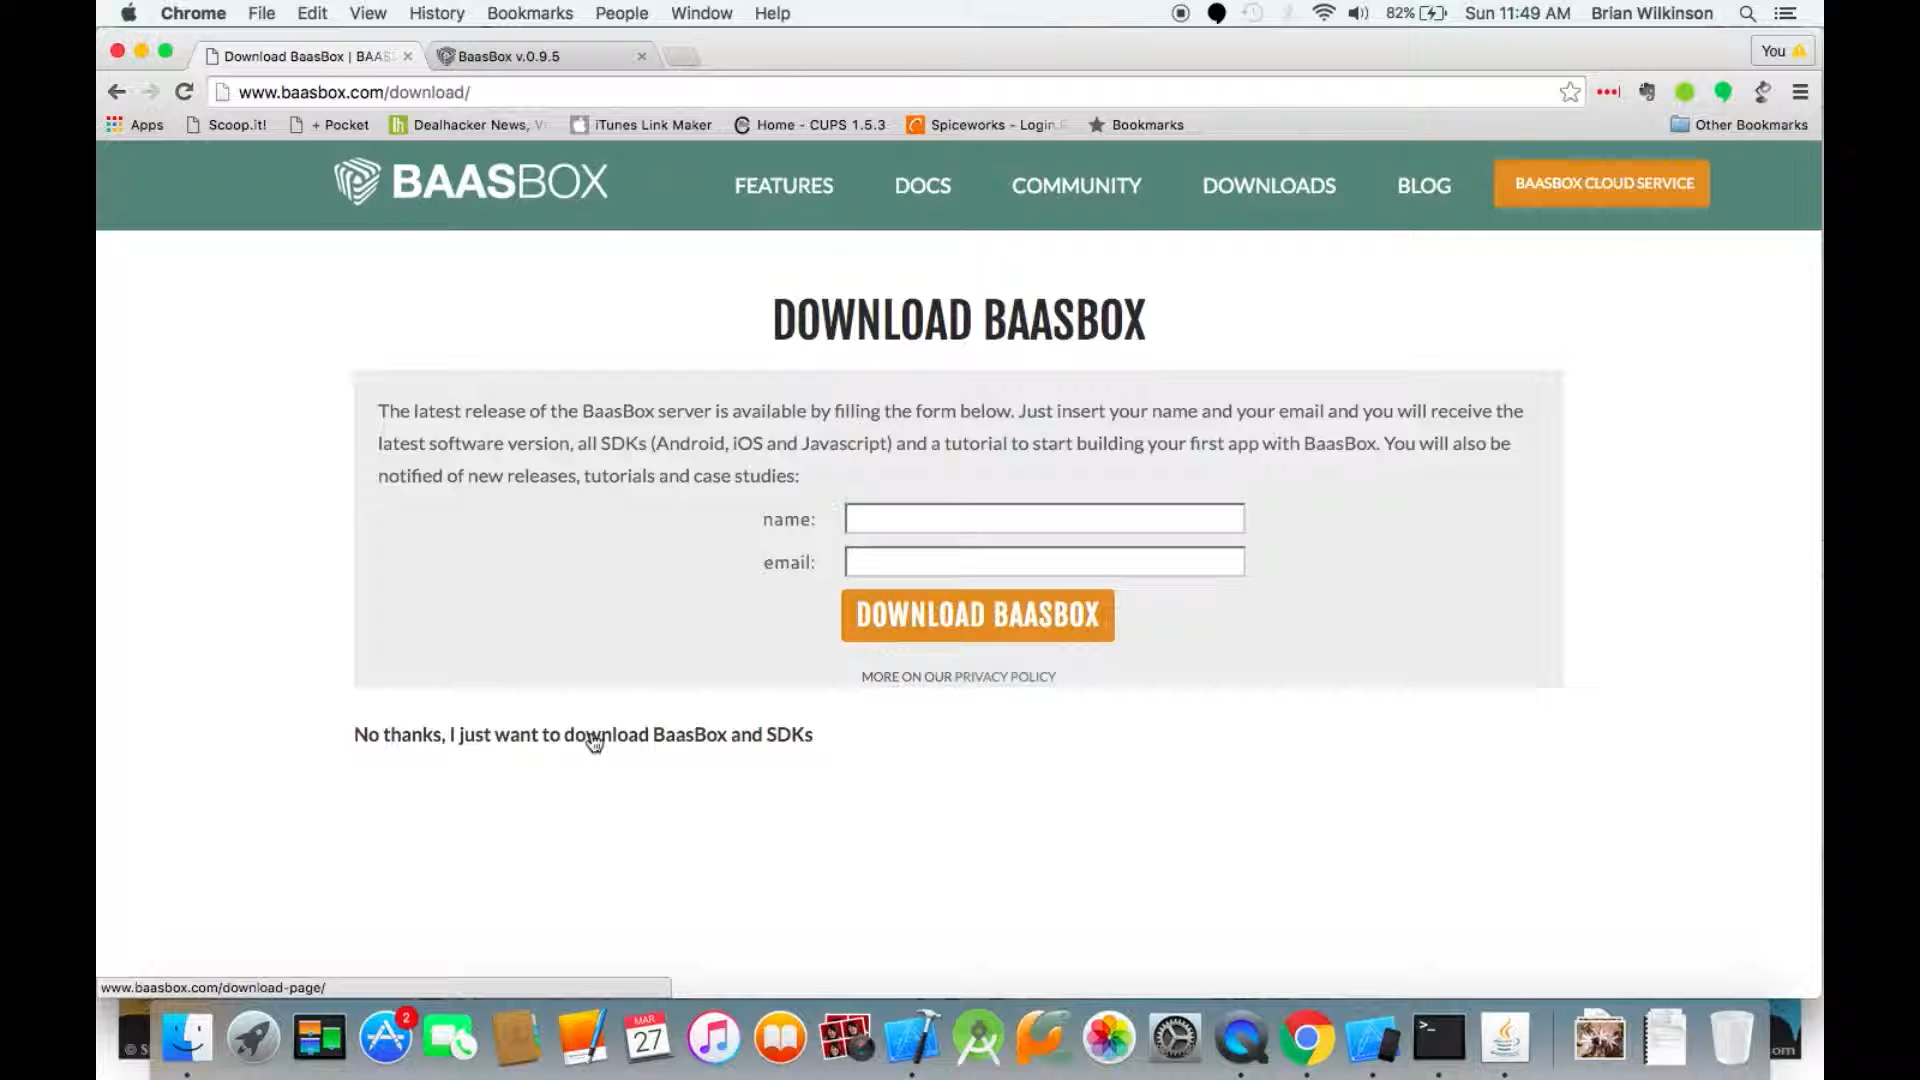 Chrome File Edit View History Bookmarks People Window Help 82% Sun 11:49 AM Brian Wilkinson
Download BaasBox | BAAS BaasBox v.0.9.5 You
www.baasbox.com/download/
Apps Scoop.it! + Pocket Dealhacker News, V iTunes Link Maker Home - CUPS 1.5.3 Spiceworks - Login Bookmarks Other Bookmarks
BAASBOX FEATURES DOCS COMMUNITY DOWNLOADS BLOG BAASBOX CLOUD SERVICE
DOWNLOAD BAASBOX
The latest release of the BaasBox server is available by filling the form below. Just insert your name and your email and you will receive the
latest software version, all SDKs (Android, iOS and Javascript) and a tutorial to start building your first app with BaasBox. You will also be
notified of new releases, tutorials and case studies:
name:
email:
DOWNLOAD BAASBOX
MORE ON OUR PRIVACY POLICY
No thanks, I just want to download BaasBox and SDKs
www.baasbox.com/download-page/
2
MAR
27